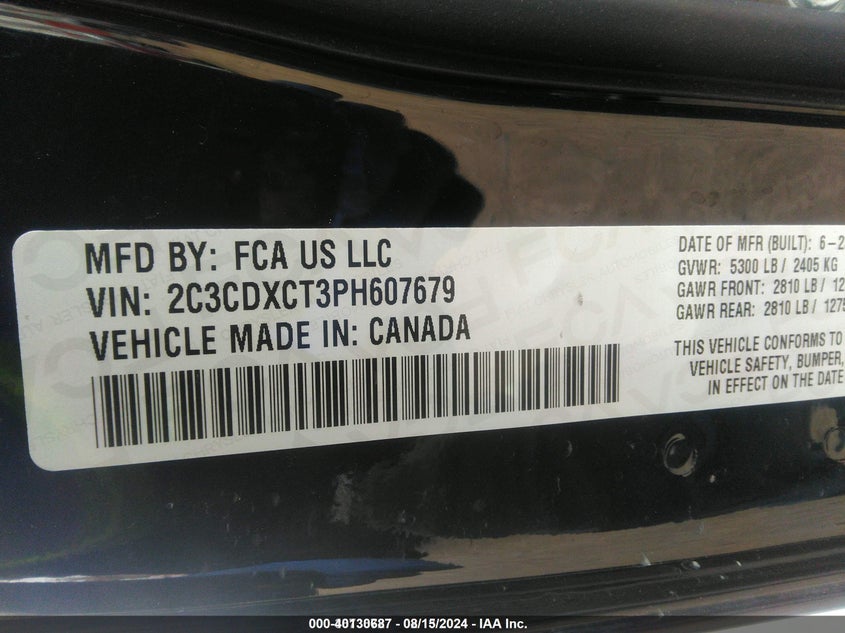 MFD BY: FCA US LLC
VIN: 2C3CDXCT3PH607679
VEHICLE MADE IN: CANADA
DATE OF MFR (BUILT): 6-2
GVWR: 5300 LB / 2405 KG
GAWR FRONT: 2810 LB / 12
GAWR REAR: 2810 LB / 1275
THIS VEHICLE CONFORMS TO
VEHICLE SAFETY, BUMPER,
IN EFFECT ON THE DATE
000-40130687 - 08/15/2024 - IAA Inc.